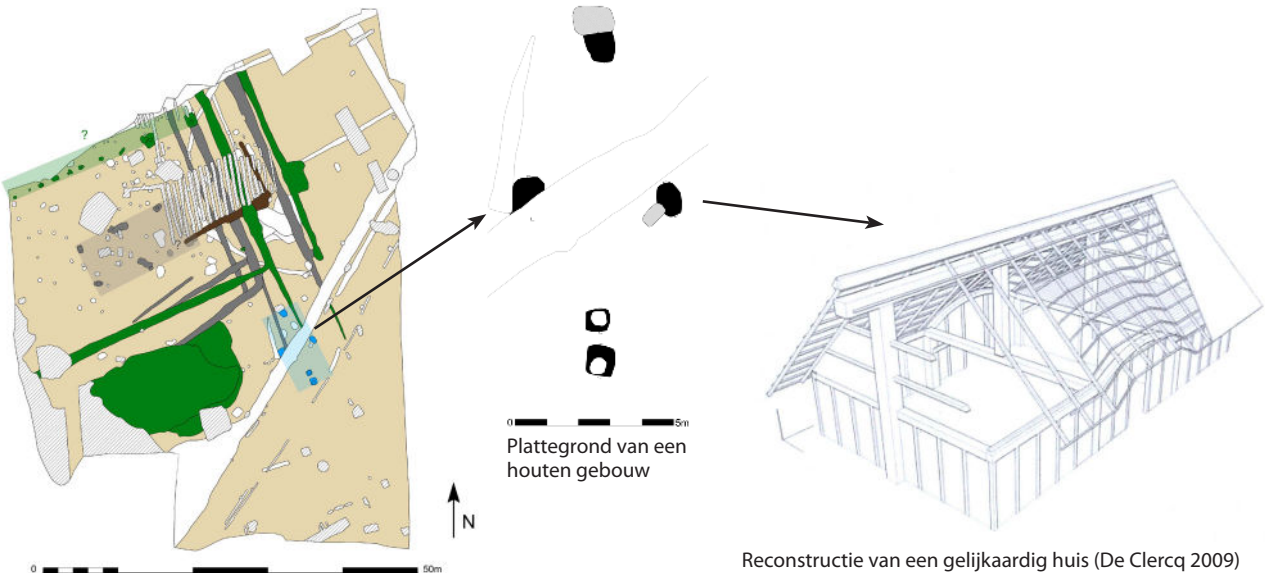 ?
?
N
0 50m
0 5m
Plattegrond van een
houten gebouw
Reconstructie van een gelijkaardig huis (De Clercq 2009)